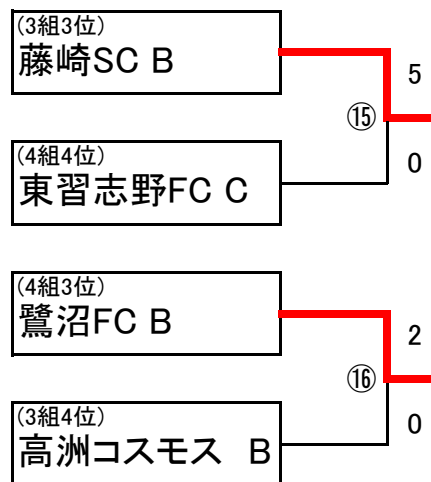 (3組3位)
藤崎SC B
5
⑮
(4組4位)
0
東習志野FC C
(4組3位)
鷺沼FC B
2
⑯
(3組4位)
0
高洲コスモス　B